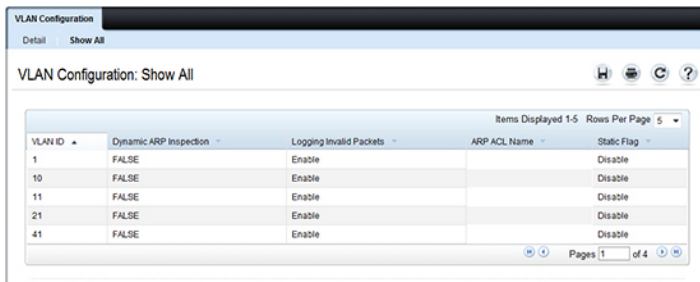 VLAN Configuration
Detail Show All
VLAN Configuration: Show All
Items Displayed 1-5 Rows Per Page 5
VLAN ID Dynamic ARP Inspection Logging Invalid Packets ARP ACL Name Static Flag
1 FALSE Enable Disable
10 FALSE Enable Disable
11 FALSE Enable Disable
21 FALSE Enable Disable
41 FALSE Enable Disable
Pages 1 of 4